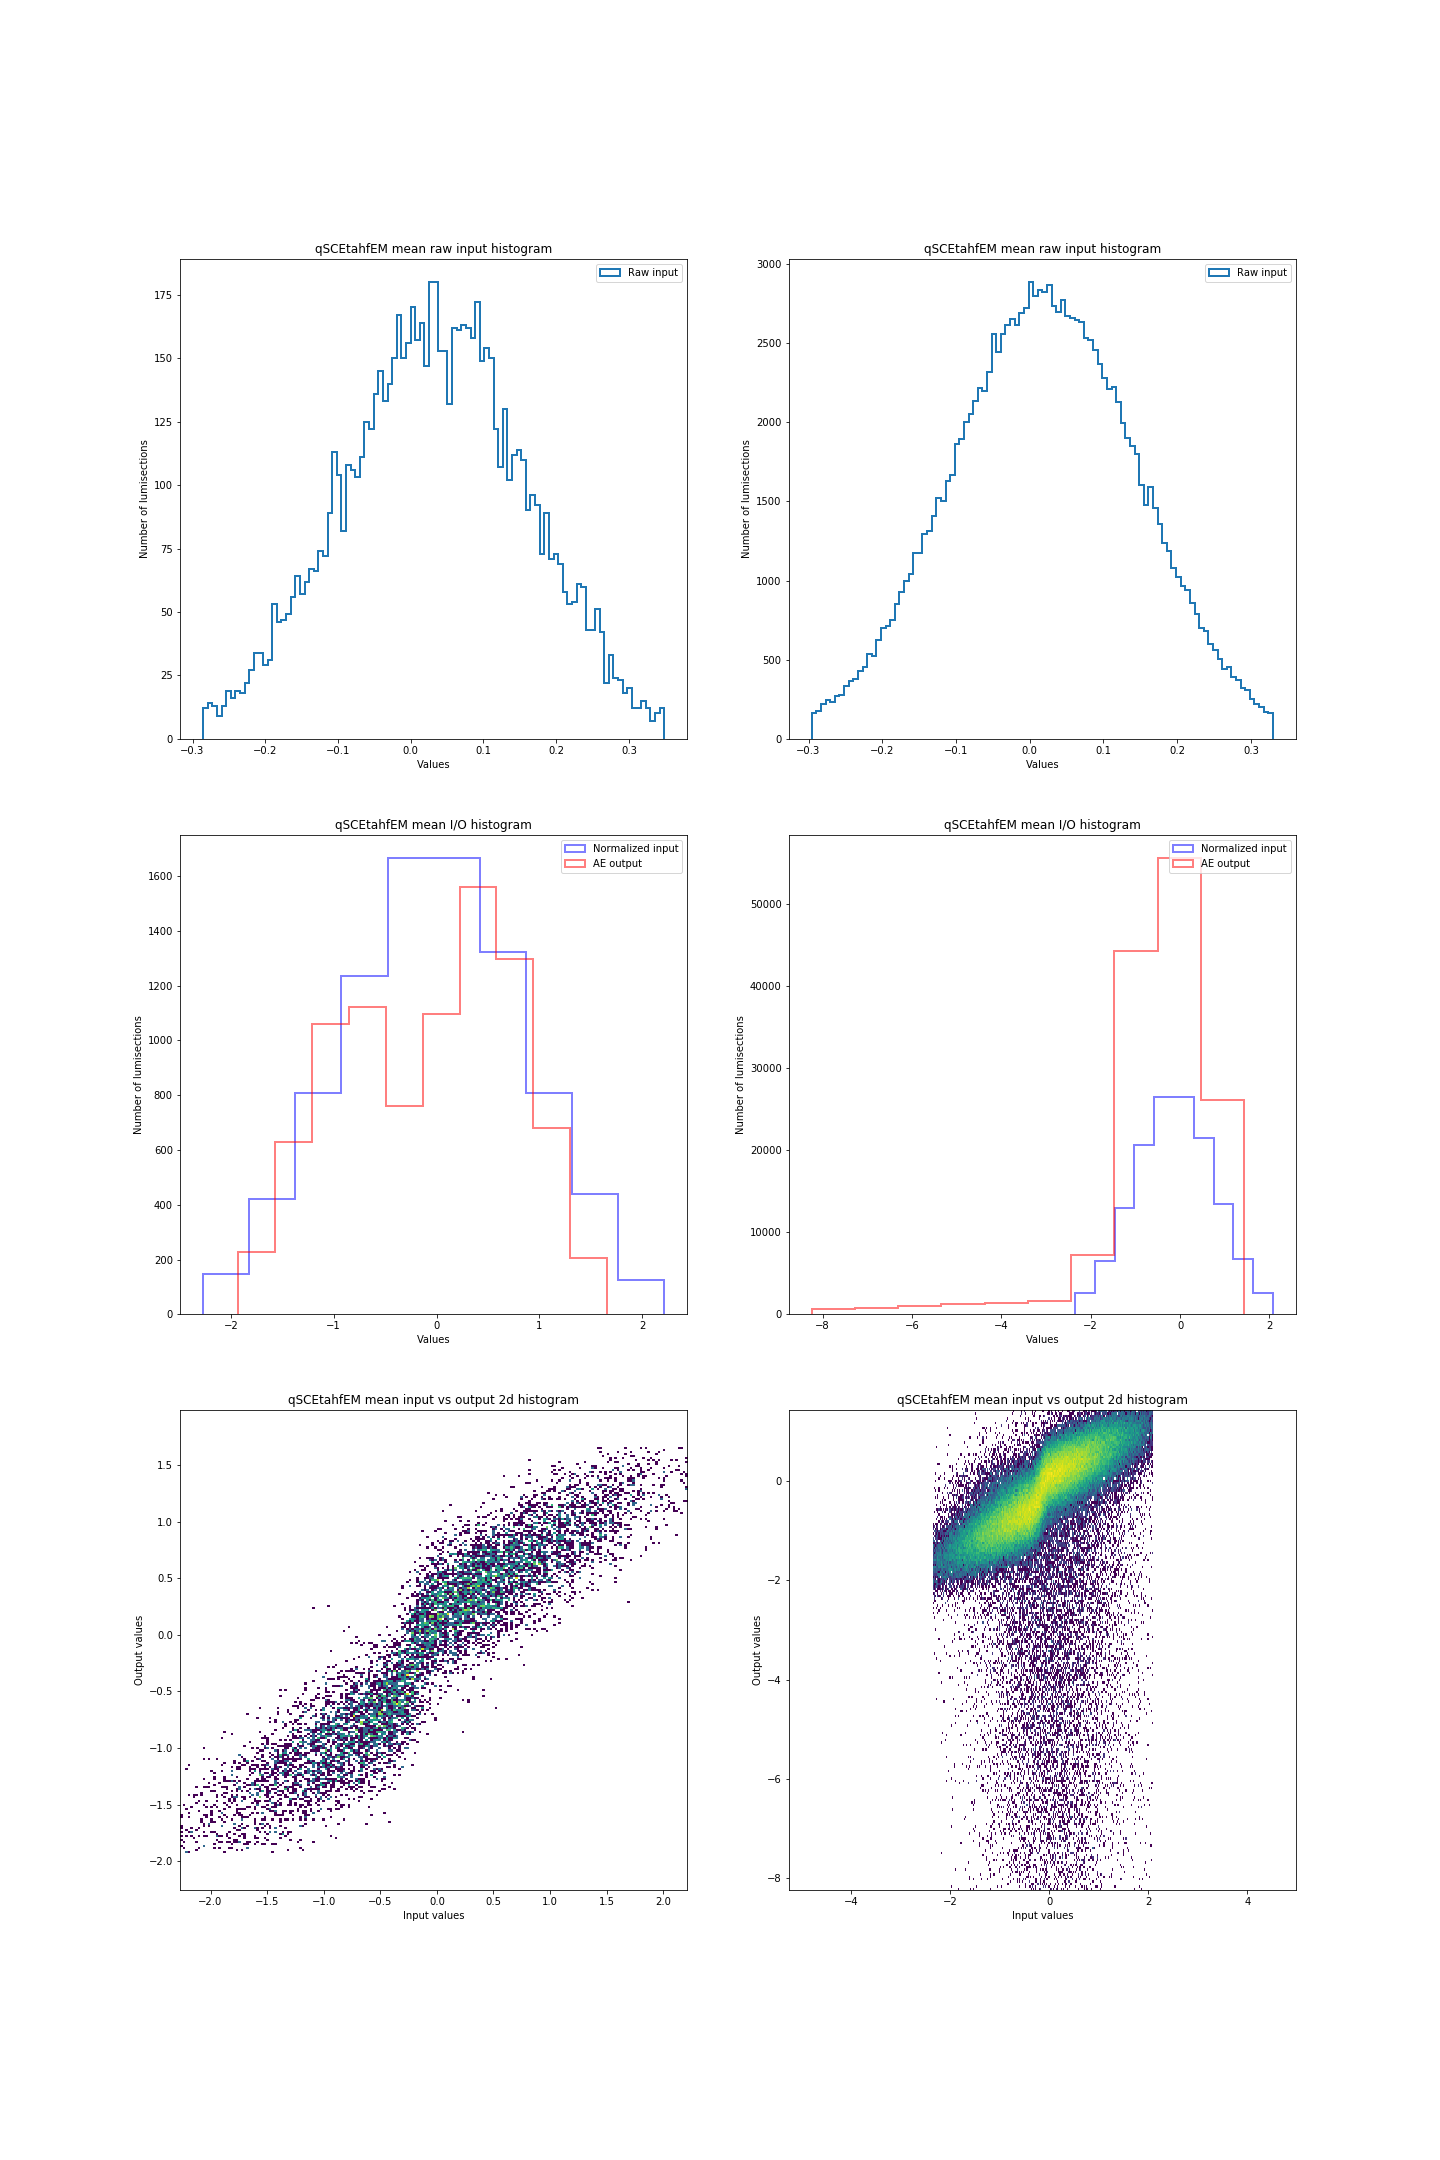 qSCEtahfEM mean raw input histogram
Raw input
175
150
125
100
75
50
25
0
Number of lumisections
−0.3 −0.2 −0.1 0.0 0.1 0.2 0.3
Values
qSCEtahfEM mean raw input histogram
Raw input
3000
2500
2000
1500
1000
500
0
Number of lumisections
−0.3 −0.2 −0.1 0.0 0.1 0.2 0.3
Values
qSCEtahfEM mean I/O histogram
Normalized input
AE output
1600
1400
1200
1000
800
600
400
200
0
Number of lumisections
−2 −1 0 1 2
Values
qSCEtahfEM mean I/O histogram
Normalized input
AE output
50000
40000
30000
20000
10000
0
Number of lumisections
−8 −6 −4 −2 0 2
Values
qSCEtahfEM mean input vs output 2d histogram
1.5
1.0
0.5
0.0
−0.5
−1.0
−1.5
−2.0
Output values
−2.0 −1.5 −1.0 −0.5 0.0 0.5 1.0 1.5 2.0
Input values
qSCEtahfEM mean input vs output 2d histogram
0
−2
−4
−6
−8
Output values
−4 −2 0 2 4
Input values